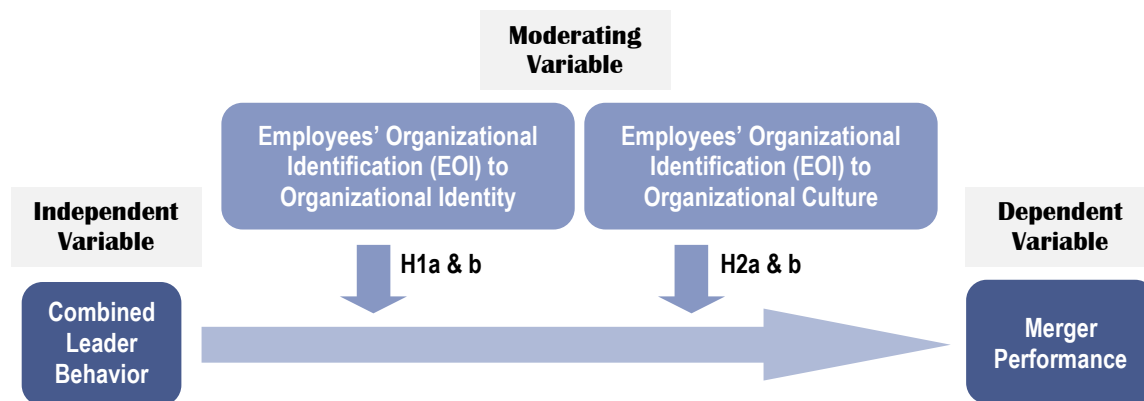 Moderating
Variable
Employees' Organizational
Identification (EOI) to
Organizational Identity
Employees' Organizational
Identification (EOI) to
Organizational Culture
Independent
Variable
Dependent
Variable
H1a & b
H2a & b
Combined
Leader
Behavior
Merger
Performance